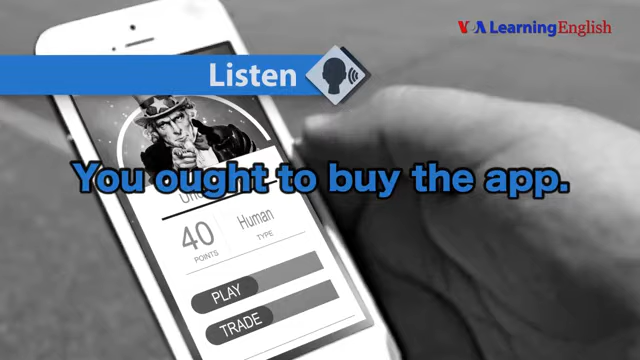 VOA LearningEnglish
Listen
You ought to buy the app.
40
Human
POINTS
TYPE
PLAY
TRADE